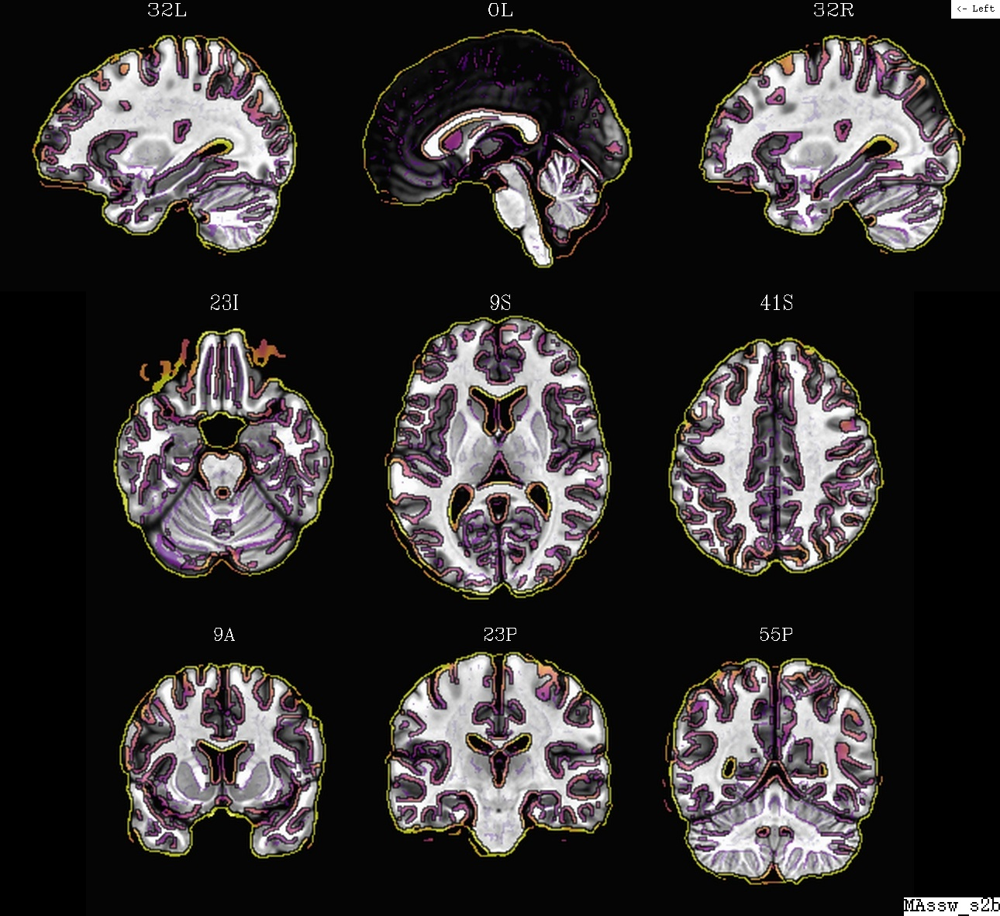 32L 0L 32R <- Left
23I 9S 41S
9A 23P 55P
MAssw_s2b